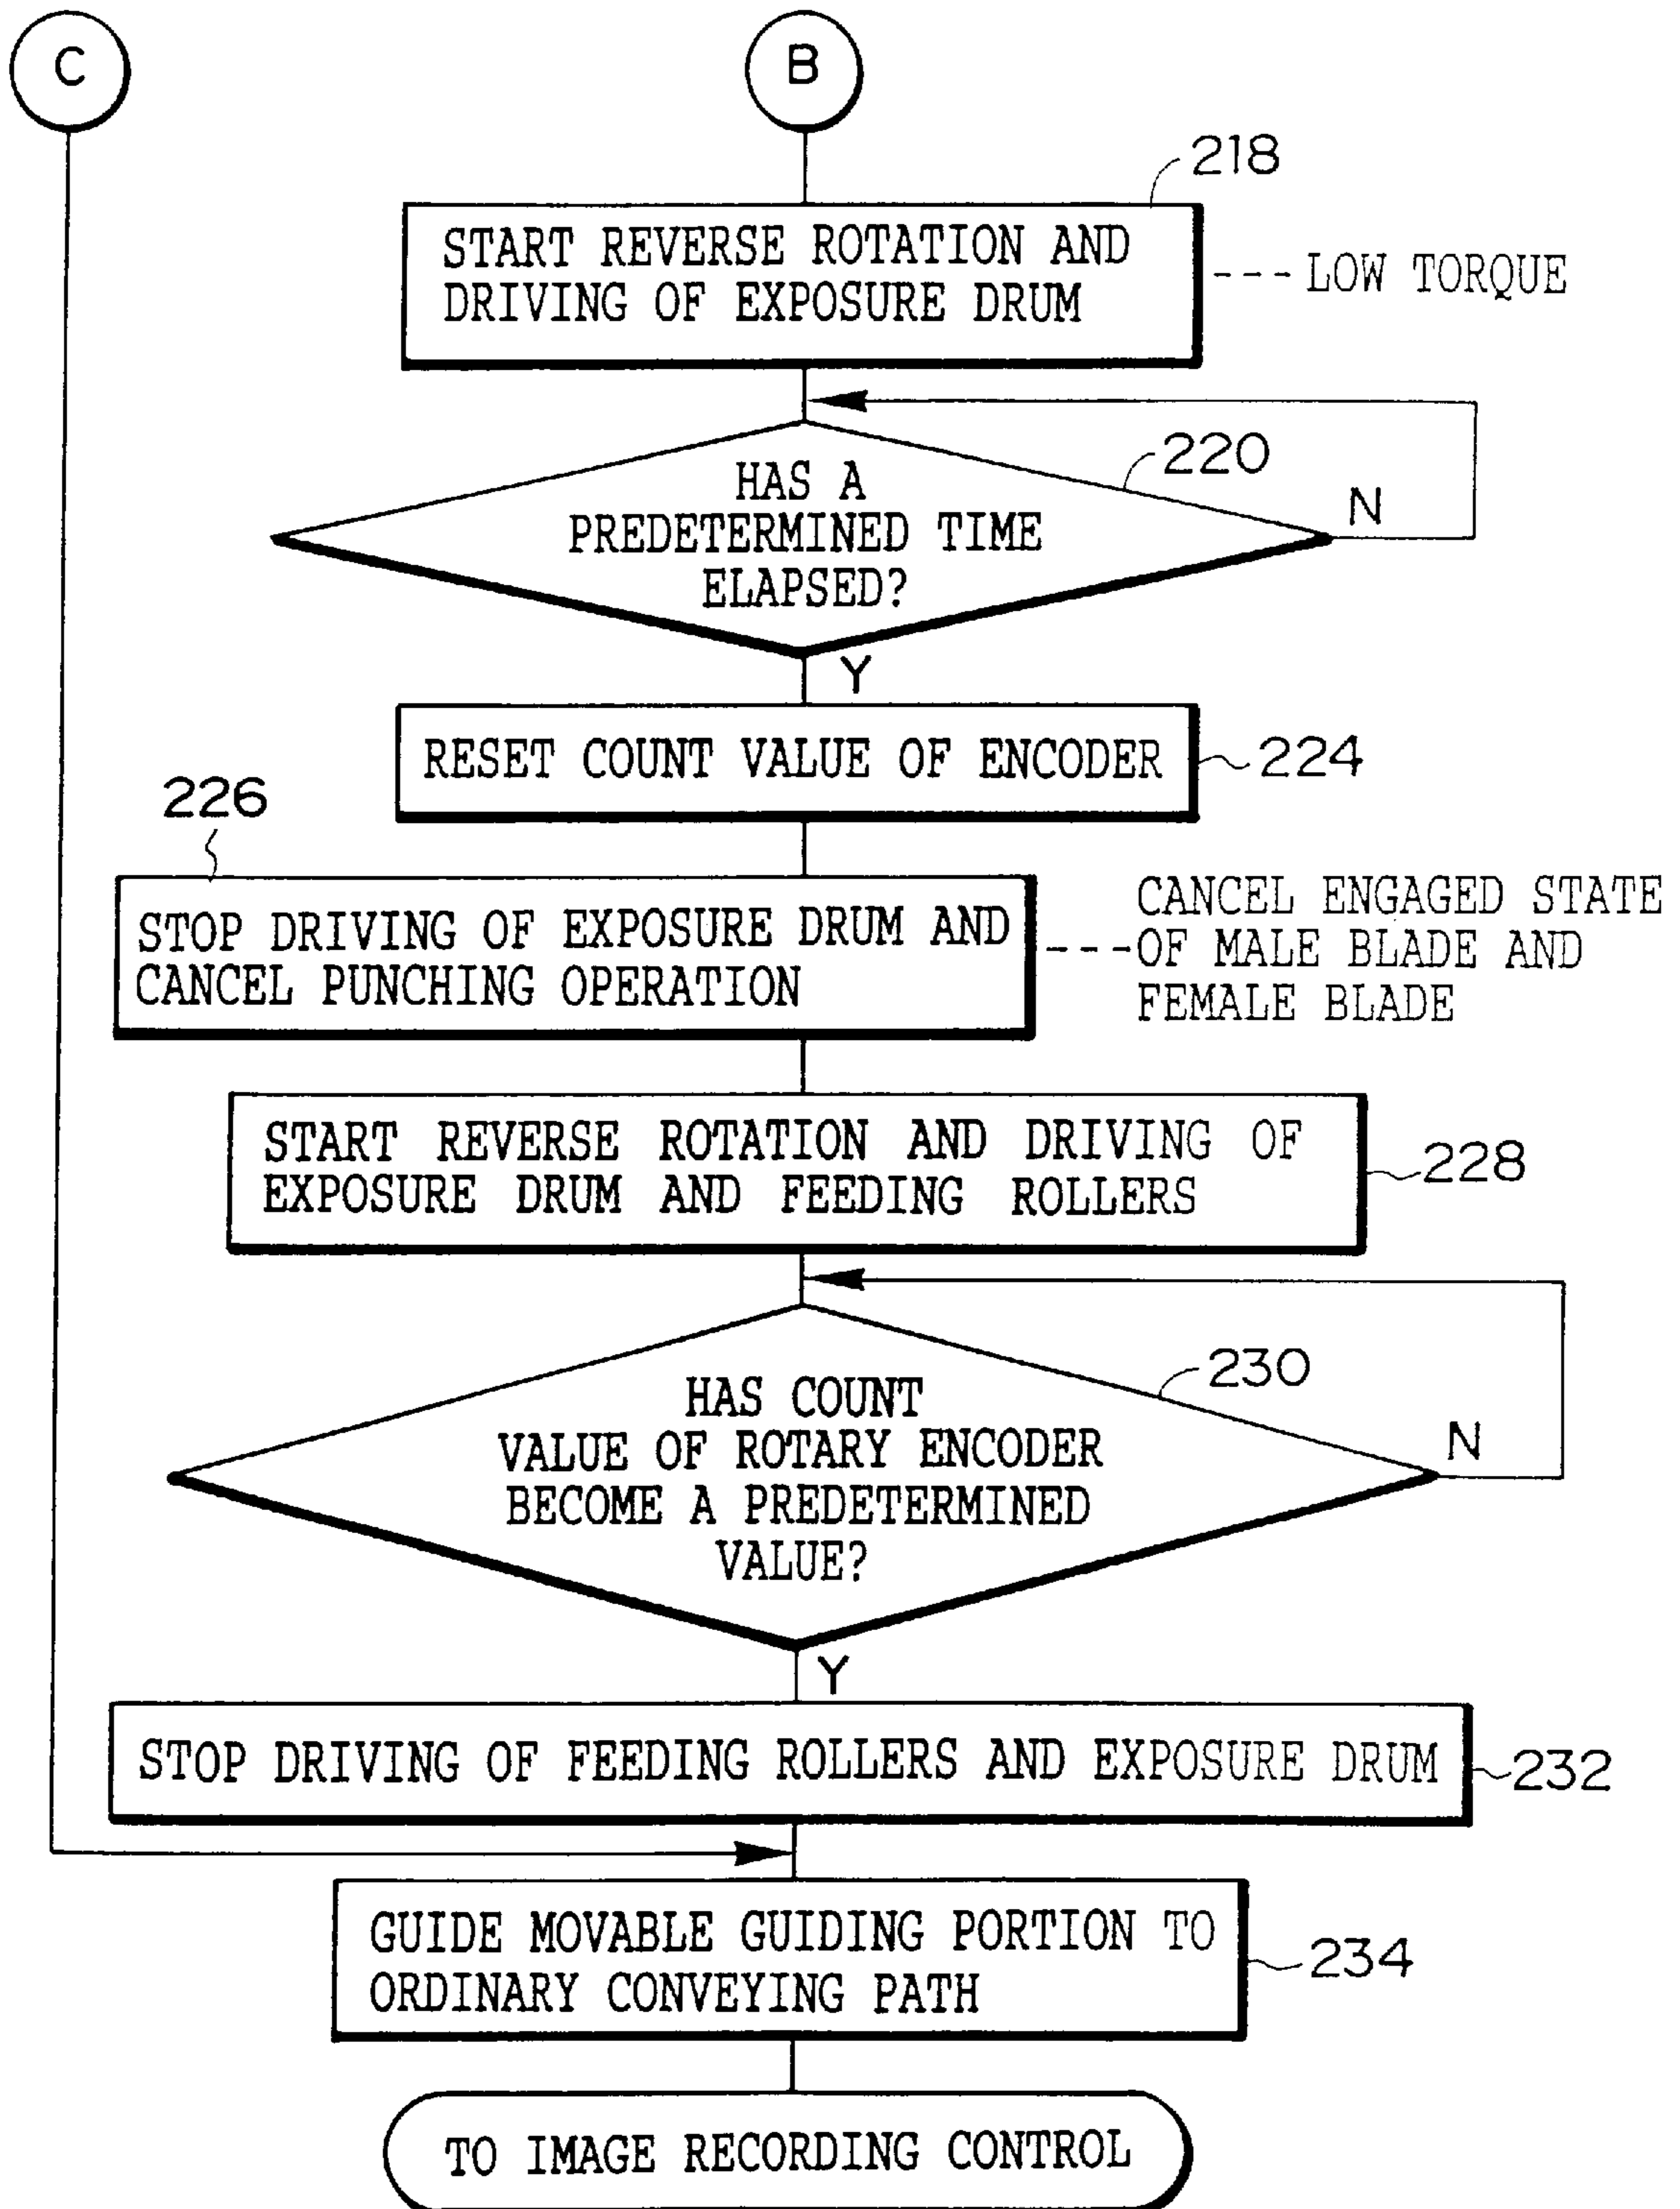 C
B
218
START REVERSE ROTATION AND
DRIVING OF EXPOSURE DRUM
--- LOW TORQUE
220
HAS A
PREDETERMINED TIME
ELAPSED?
N
Y
RESET COUNT VALUE OF ENCODER
224
226
STOP DRIVING OF EXPOSURE DRUM AND
CANCEL PUNCHING OPERATION
CANCEL ENGAGED STATE
---OF MALE BLADE AND
FEMALE BLADE
START REVERSE ROTATION AND DRIVING OF
EXPOSURE DRUM AND FEEDING ROLLERS
228
230
HAS COUNT
VALUE OF ROTARY ENCODER
BECOME A PREDETERMINED
VALUE?
N
Y
STOP DRIVING OF FEEDING ROLLERS AND EXPOSURE DRUM
232
GUIDE MOVABLE GUIDING PORTION TO
ORDINARY CONVEYING PATH
234
TO IMAGE RECORDING CONTROL